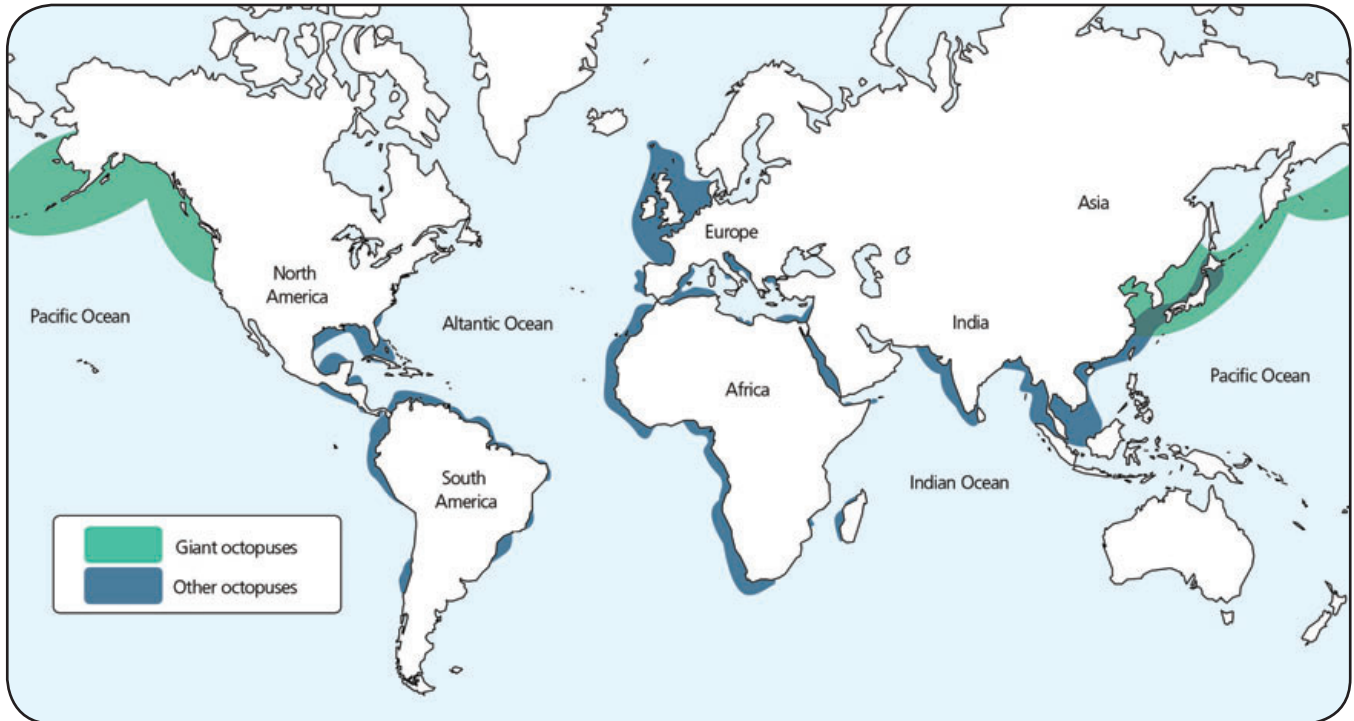 Asia
Europe
North
America
Pacific Ocean
Altantic Ocean
India
Africa
Pacific Ocean
South
America
Indian Ocean
Giant octopuses
Other octopuses